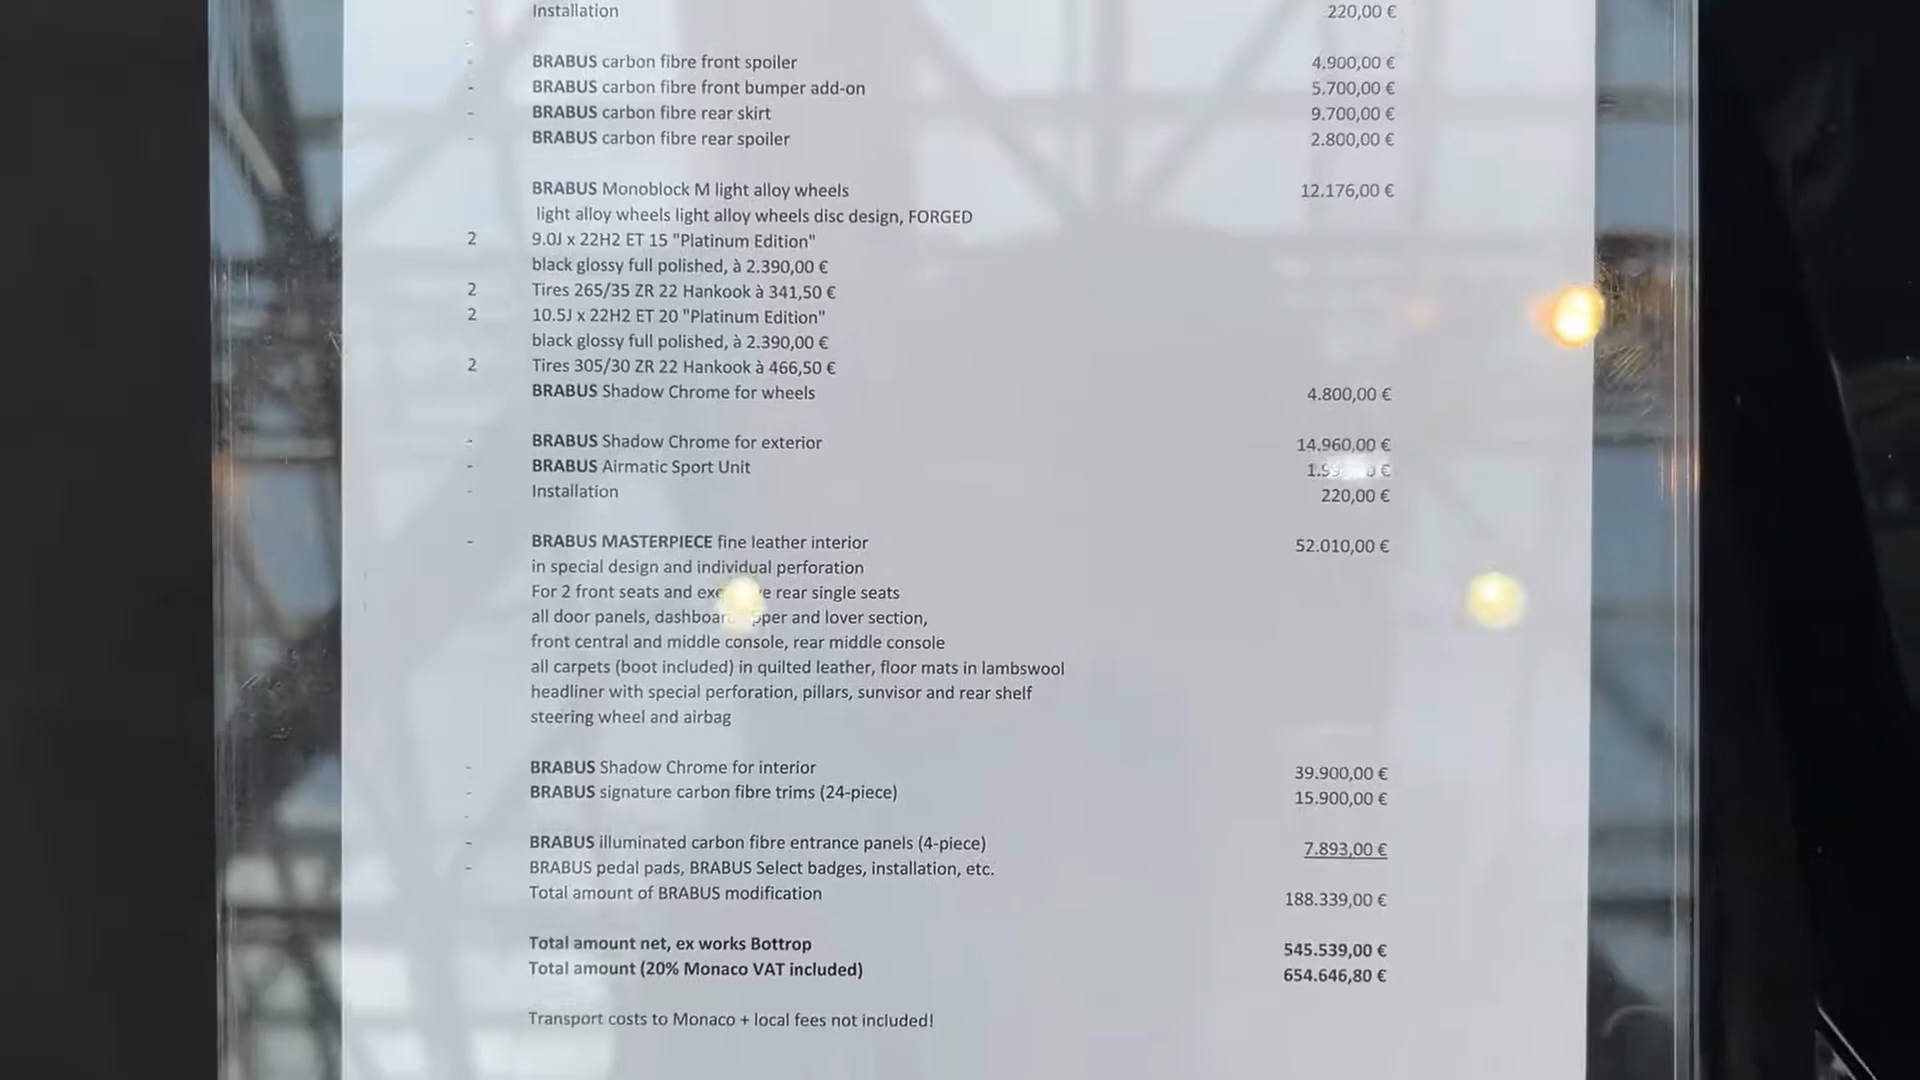 - Installation 220,00 €
-
- BRABUS carbon fibre front spoiler 4.900,00 €
- BRABUS carbon fibre front bumper add-on 5.700,00 €
- BRABUS carbon fibre rear skirt 9.700,00 €
- BRABUS carbon fibre rear spoiler 2.800,00 €
BRABUS Monoblock M light alloy wheels 12.176,00 €
light alloy wheels light alloy wheels disc design, FORGED
2 9.0J x 22H2 ET 15 "Platinum Edition"
black glossy full polished, à 2.390,00 €
2 Tires 265/35 ZR 22 Hankook à 341,50 €
2 10.5J x 22H2 ET 20 "Platinum Edition"
black glossy full polished, à 2.390,00 €
2 Tires 305/30 ZR 22 Hankook à 466,50 €
BRABUS Shadow Chrome for wheels 4.800,00 €
- BRABUS Shadow Chrome for exterior 14.960,00 €
- BRABUS Airmatic Sport Unit €
- Installation 220,00 €
- BRABUS MASTERPIECE fine leather interior 52.010,00 €
in special design and individual perforation
For 2 front seats and rear single seats
all door panels, and lover section,
front central and middle console, rear middle console
all carpets (boot included) in quilted leather, floor mats in lambswool
headliner with special perforation, pillars, sunvisor and rear shelf
steering wheel and airbag
- BRABUS Shadow Chrome for interior 39.900,00 €
- BRABUS signature carbon fibre trims (24-piece) 15.900,00 €
-
- BRABUS illuminated carbon fibre entrance panels (4-piece) 7.893,00 €
- BRABUS pedal pads, BRABUS Select badges, installation, etc.
Total amount of BRABUS modification 188.339,00 €
Total amount net, ex works Bottrop 545.539,00 €
Total amount (20% Monaco VAT included) 654.646,80 €
Transport costs to Monaco + local fees not included!